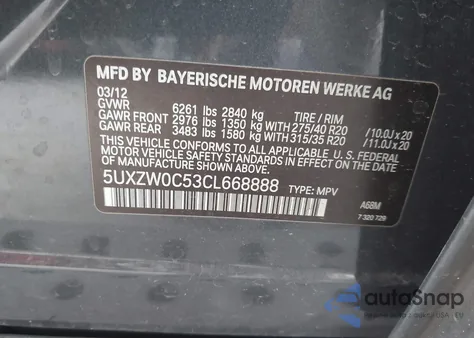 MFD BY BAYERISCHE MOTOREN WERKE AG
03/12
GVWR 6261 lbs 2840 kg TIRE / RIM
GAWR FRONT 2976 lbs 1350 kg WITH 275/40 R20 /10.0J x 20
GAWR REAR 3483 lbs 1580 kg WITH 315/35 R20 /11.0J x 20
THIS VEHICLE CONFORMS TO ALL APPLICABLE U.S. FEDERAL
MOTOR VEHICLE SAFETY STANDARDS IN EFFECT ON THE DATE
OF MANUFACTURE SHOWN ABOVE.
5UXZW0C53CL668888 TYPE: MPV
A68M
7 320 729
autoSnap